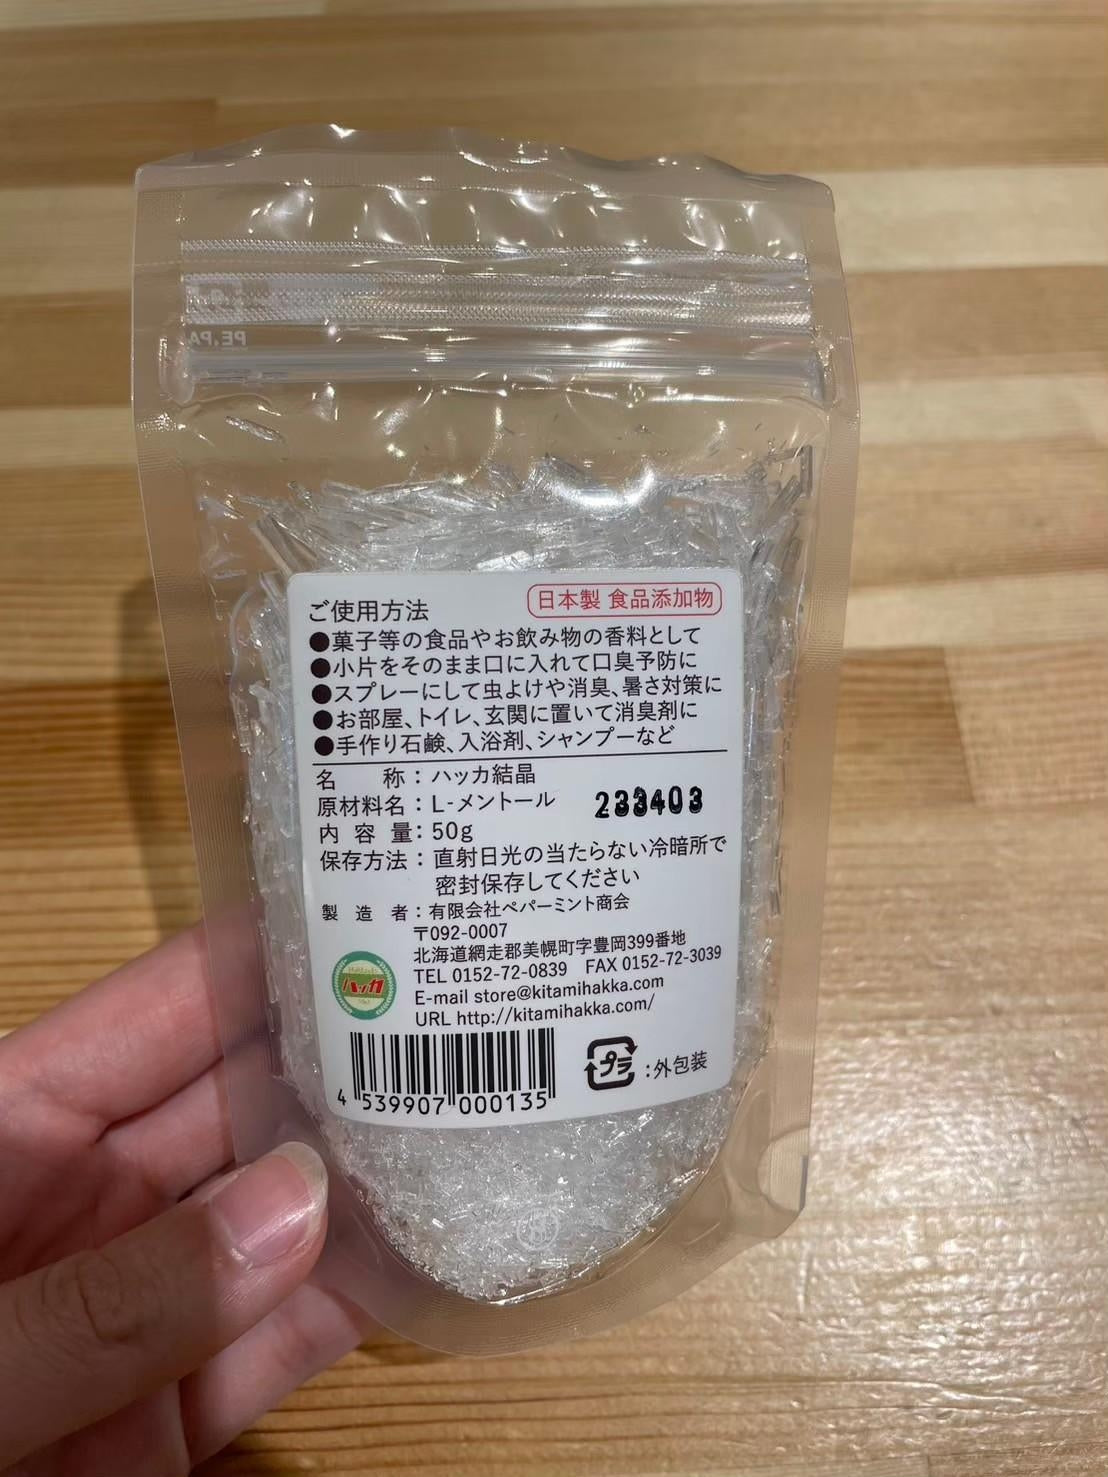 PE,PA
日本製 食品添加物
ご使用方法
●菓子等の食品やお飲み物の香料として
●小片をそのまま口に入れて口臭予防に
●スプレーにして虫よけや消臭、暑さ対策に
●お部屋、トイレ、玄関に置いて消臭剤に
●手作り石鹸、入浴剤、シャンプーなど
名 称：ハッカ結晶
原材料名：L-メントール
233403
内容量：50g
保存方法：直射日光の当たらない冷暗所で
密封保存してください
製造者：有限会社ペパーミント商会
〒092-0007
北海道網走郡美幌町字豊岡399番地
TEL 0152-72-0839 FAX 0152-72-3039
E-mail store@kitamihakka.com
URL http://kitamihakka.com/
ハッカ
プラ
：外包装
4 539907 000135